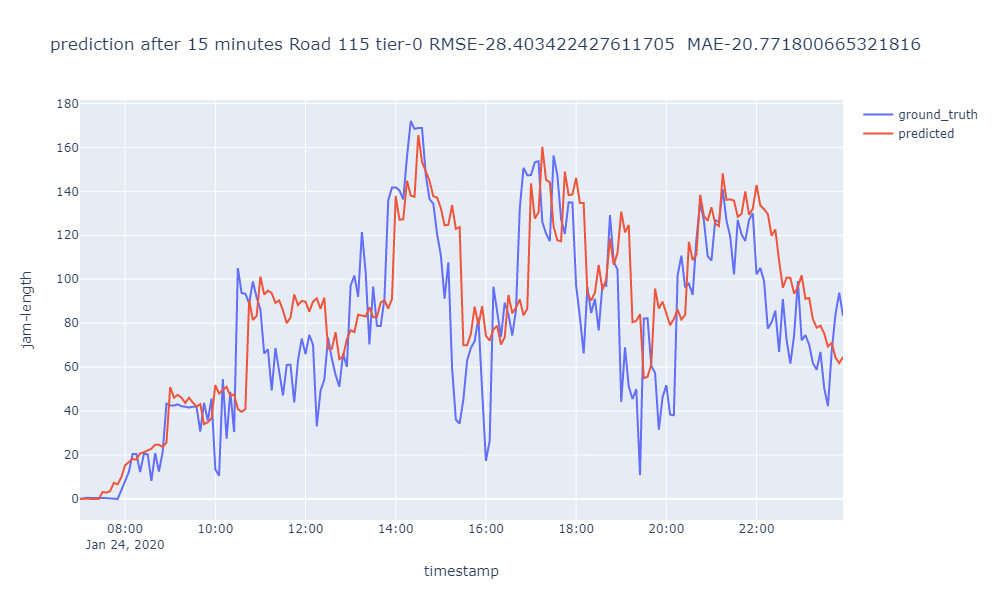 prediction after 15 minutes Road 115 tier-0 RMSE-28.403422427611705  MAE-20.771800665321816
ground_truth
predicted
180
160
140
120
100
80
60
40
20
0
jam-length
08:00 10:00 12:00 14:00 16:00 18:00 20:00 22:00
Jan 24, 2020
timestamp